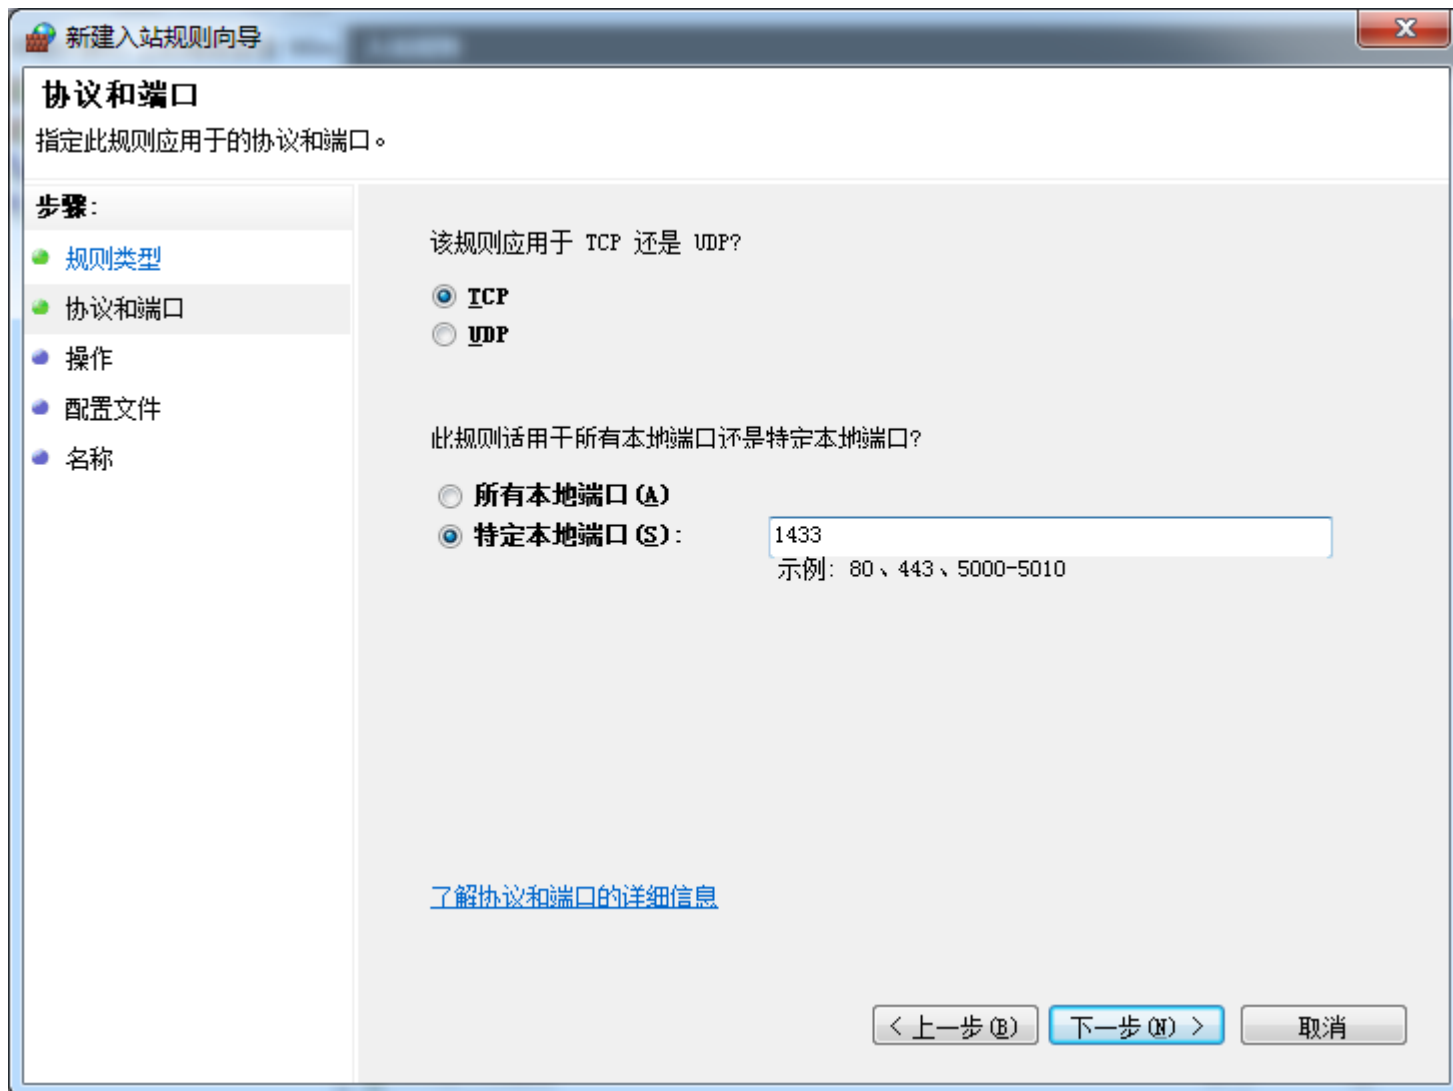 新建入站规则向导
协议和端口
指定此规则应用于的协议和端口。
步骤:
规则类型
协议和端口
操作
配置文件
名称
该规则应用于 TCP 还是 UDP?
TCP
UDP
此规则适用于所有本地端口还是特定本地端口?
所有本地端口(A)
特定本地端口(S): 1433
示例: 80、443、5000-5010
了解协议和端口的详细信息
< 上一步(B) 下一步(N) > 取消